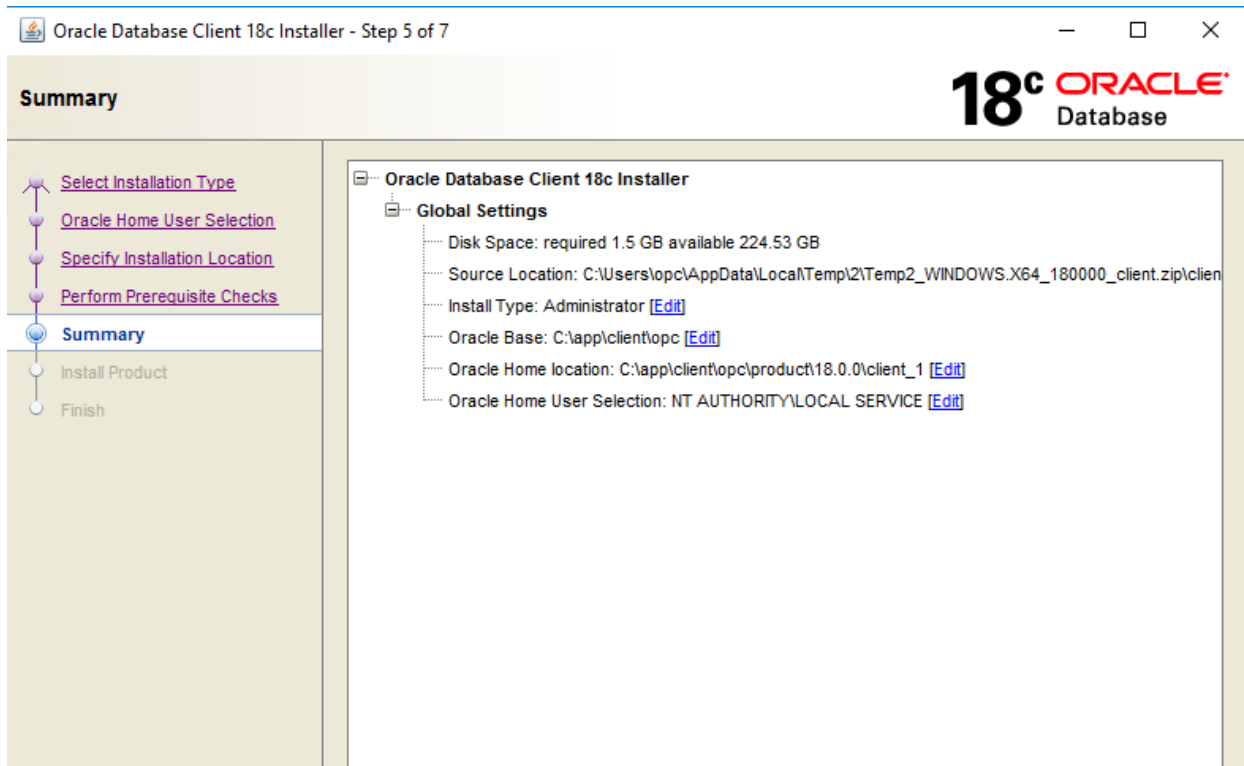 Oracle Database Client 18c Installer - Step 5 of 7
Summary
18c ORACLE
Database
Select Installation Type
Oracle Home User Selection
Specify Installation Location
Perform Prerequisite Checks
Summary
Install Product
Finish
Oracle Database Client 18c Installer
Global Settings
Disk Space: required 1.5 GB available 224.53 GB
Source Location: C:\Users\opc\AppData\Local\Temp\2\Temp2_WINDOWS.X64_180000_client.zip\clien
Install Type: Administrator [Edit]
Oracle Base: C:\app\client\opc [Edit]
Oracle Home location: C:\app\client\opc\product\18.0.0\client_1 [Edit]
Oracle Home User Selection: NT AUTHORITY\LOCAL SERVICE [Edit]